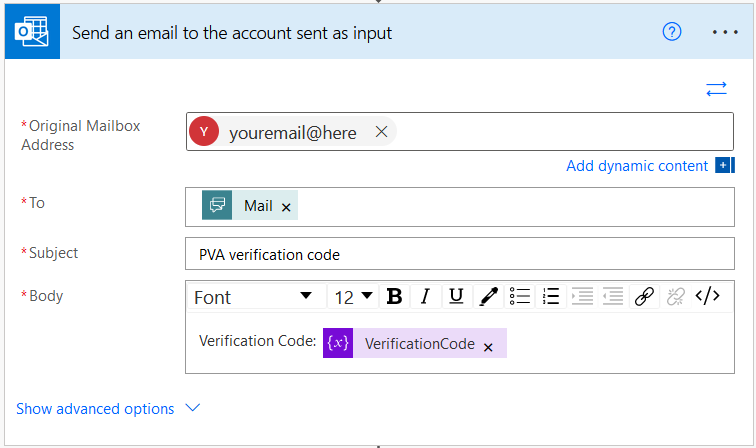 Send an email to the account sent as input
*Original Mailbox
Address
Y youremail@here
Add dynamic content
*To
Mail
*Subject
PVA verification code
*Body
Font 12 B I U </>
Verification Code: {x} VerificationCode
Show advanced options